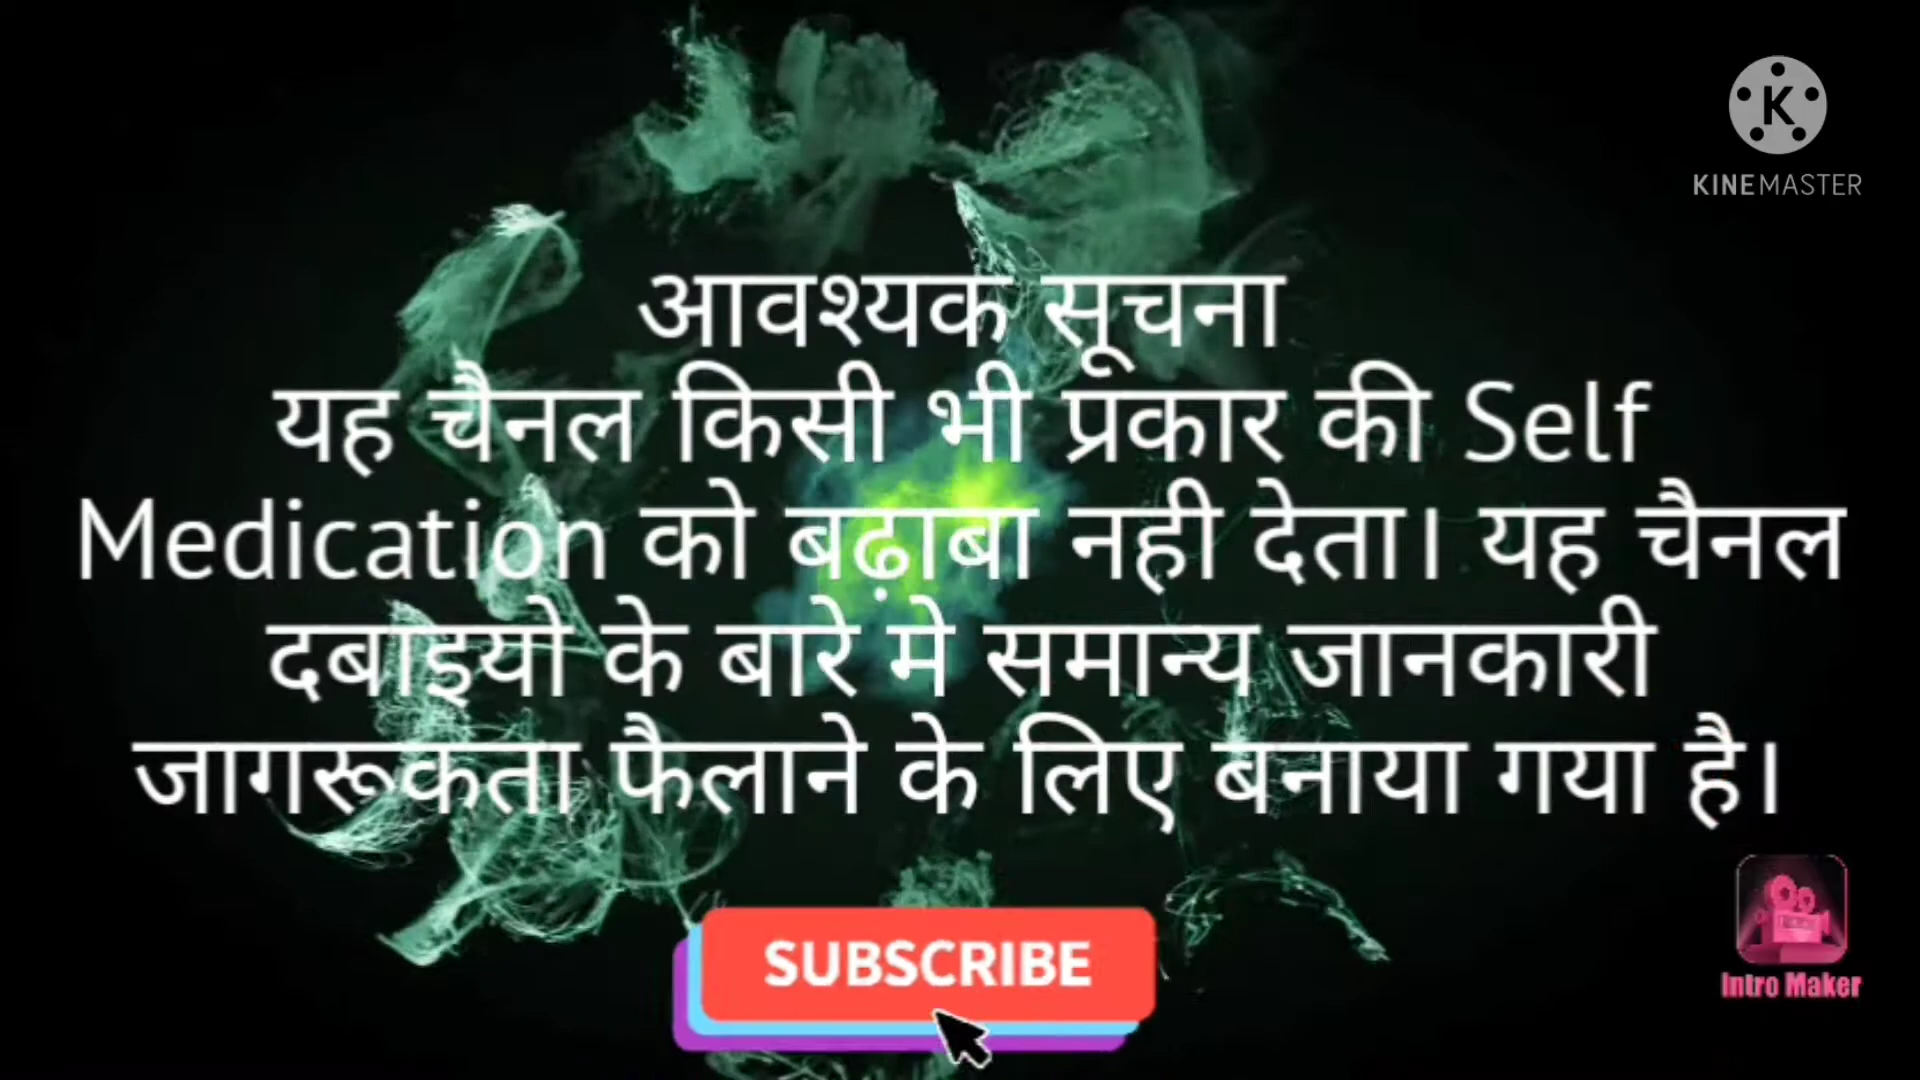 K
KINEMASTER
आवश्यक सूचना
यह चैनल किसी भी प्रकार की Self
Medication को बढ़ाबा नही देता। यह चैनल
दबाइयो के बारे मे समान्य जानकारी
जागरूकता फैलाने के लिए बनाया गया है।
SUBSCRIBE
Intro Maker